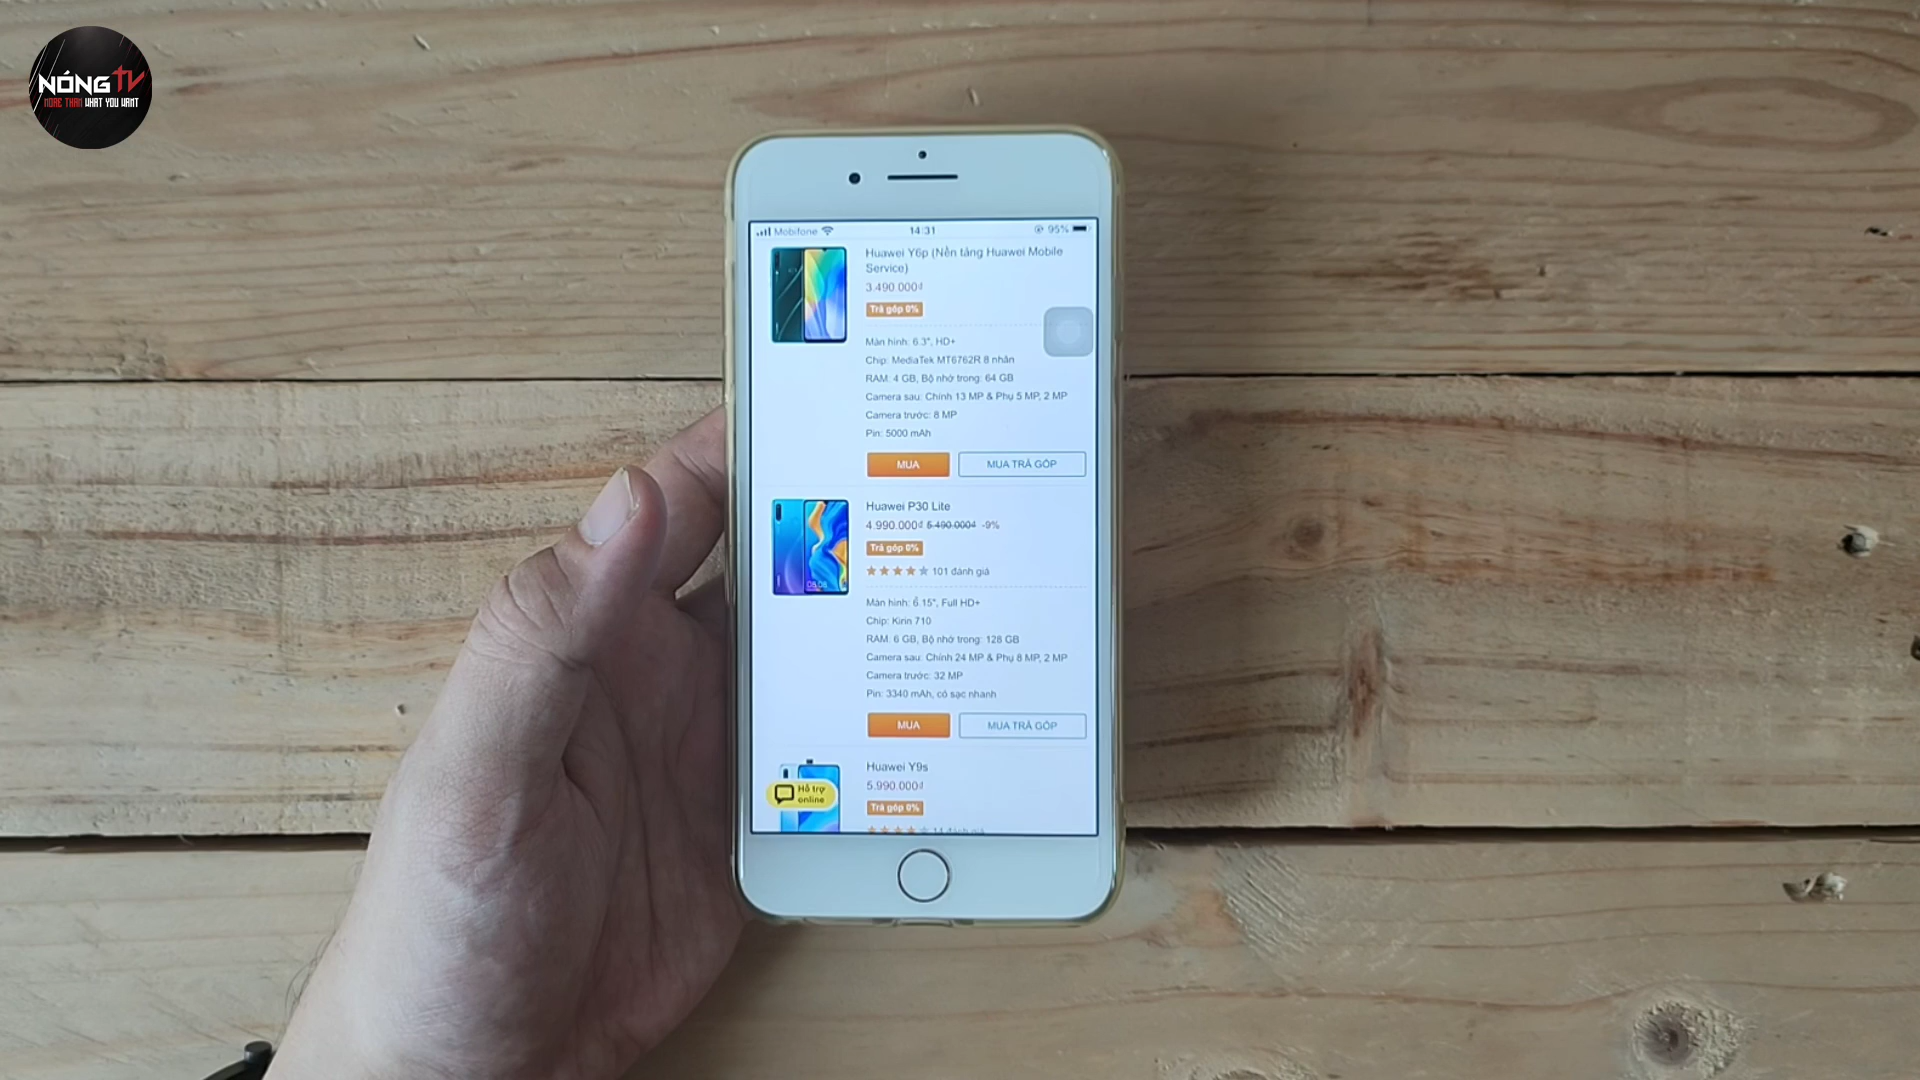 NÓNG TV
MORE THAN WHAT YOU WANT
Mobifone 14:31 95%
Huawei Y6p (Nền tảng Huawei Mobile
Service)
3.490.000₫
Trả góp 0%
Màn hình: 6.3", HD+
Chip: MediaTek MT6762R 8 nhân
RAM: 4 GB, Bộ nhớ trong: 64 GB
Camera sau: Chính 13 MP & Phụ 5 MP, 2 MP
Camera trước: 8 MP
Pin: 5000 mAh
MUA MUA TRẢ GÓP
Huawei P30 Lite
4.990.000₫ 5.490.000₫ -9%
Trả góp 0%
101 đánh giá
Màn hình: 6.15", Full HD+
Chip: Kirin 710
RAM: 6 GB, Bộ nhớ trong: 128 GB
Camera sau: Chính 24 MP & Phụ 8 MP, 2 MP
Camera trước: 32 MP
Pin: 3340 mAh, có sạc nhanh
MUA MUA TRẢ GÓP
Huawei Y9s
5.990.000₫
Trả góp 0%
14 đánh giá
Hỗ trợ
online